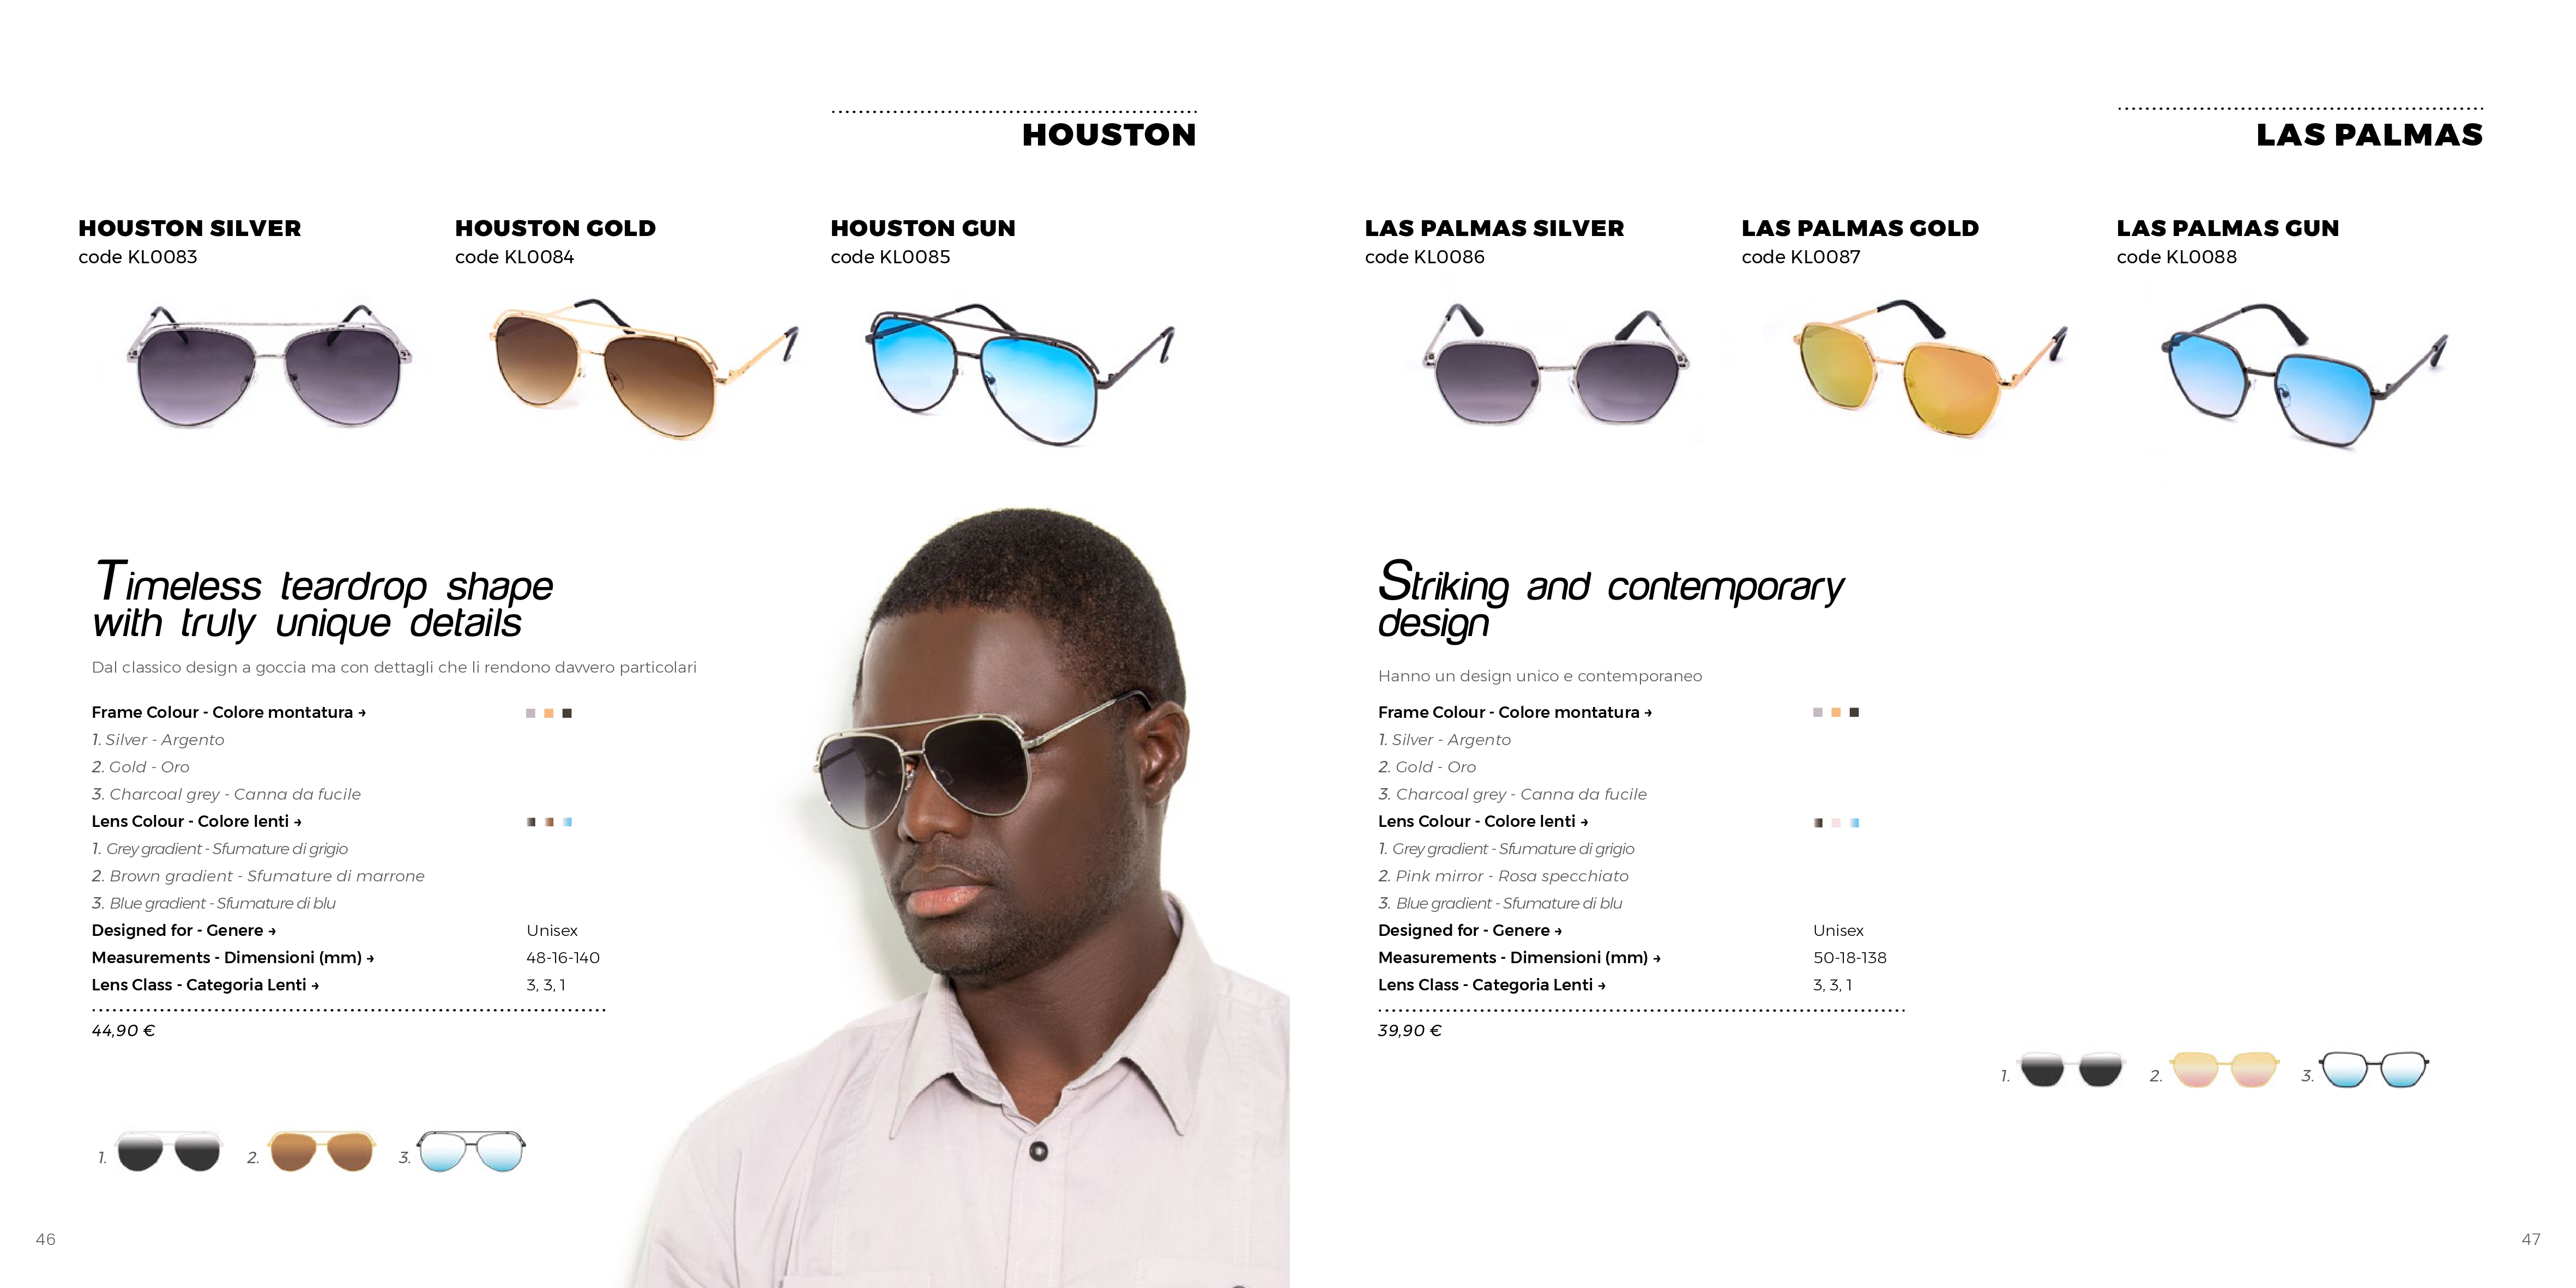 HOUSTON
HOUSTON SILVER
code KL0083
HOUSTON GOLD
code KL0084
HOUSTON GUN
code KL0085
Timeless teardrop shape
with truly unique details
Dal classico design a goccia ma con dettagli che li rendono davvero particolari
Frame Colour - Colore montatura →
1. Silver - Argento
2. Gold - Oro
3. Charcoal grey - Canna da fucile
Lens Colour - Colore lenti →
1. Grey gradient - Sfumature di grigio
2. Brown gradient - Sfumature di marrone
3. Blue gradient - Sfumature di blu
Designed for - Genere → Unisex
Measurements - Dimensioni (mm) → 48-16-140
Lens Class - Categoria Lenti → 3, 3, 1
44,90 €
1. 2. 3.
46
LAS PALMAS
LAS PALMAS SILVER
code KL0086
LAS PALMAS GOLD
code KL0087
LAS PALMAS GUN
code KL0088
Striking and contemporary
design
Hanno un design unico e contemporaneo
Frame Colour - Colore montatura →
1. Silver - Argento
2. Gold - Oro
3. Charcoal grey - Canna da fucile
Lens Colour - Colore lenti →
1. Grey gradient - Sfumature di grigio
2. Pink mirror - Rosa specchiato
3. Blue gradient - Sfumature di blu
Designed for - Genere → Unisex
Measurements - Dimensioni (mm) → 50-18-138
Lens Class - Categoria Lenti → 3, 3, 1
39,90 €
1. 2. 3.
47